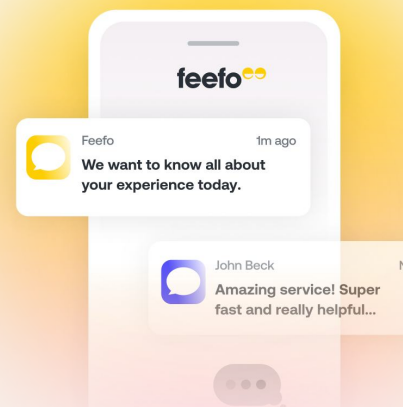 feefo
Feefo 1m ago
We want to know all about
your experience today.
John Beck
Amazing service! Super
fast and really helpful...